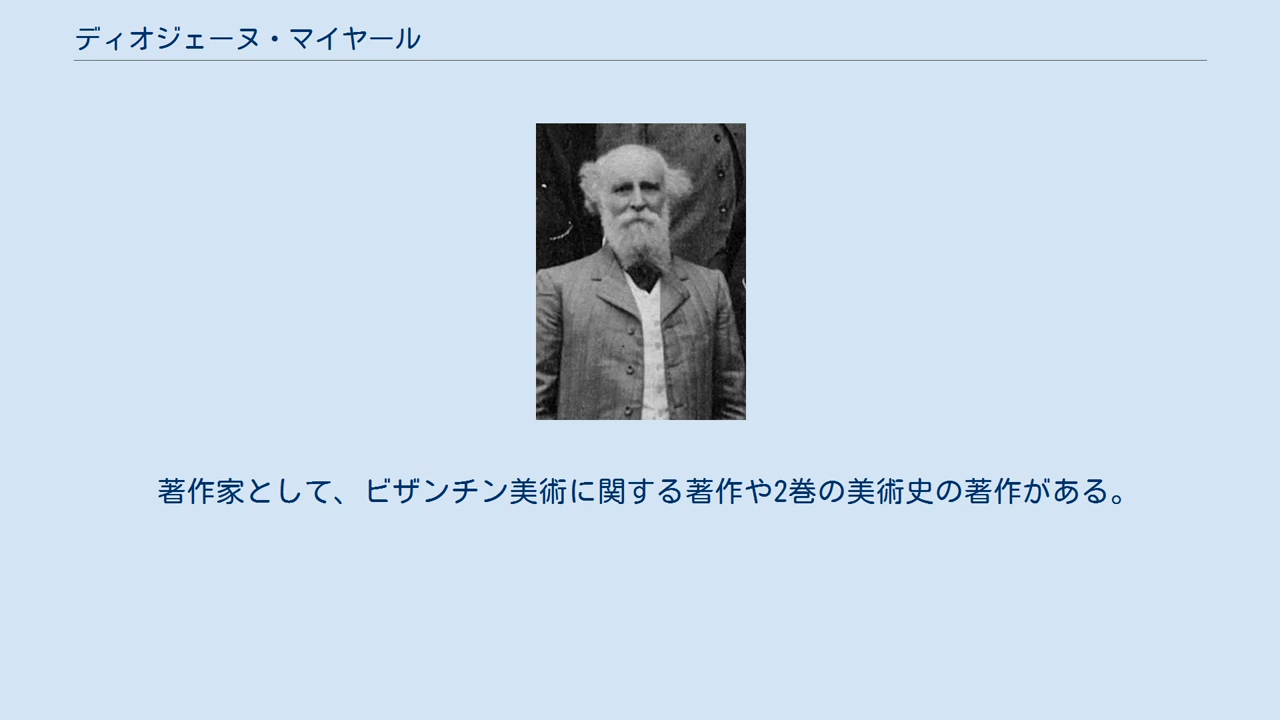 ディオジェーヌ・マイヤール
著作家として、ビザンチン美術に関する著作や2巻の美術史の著作がある。